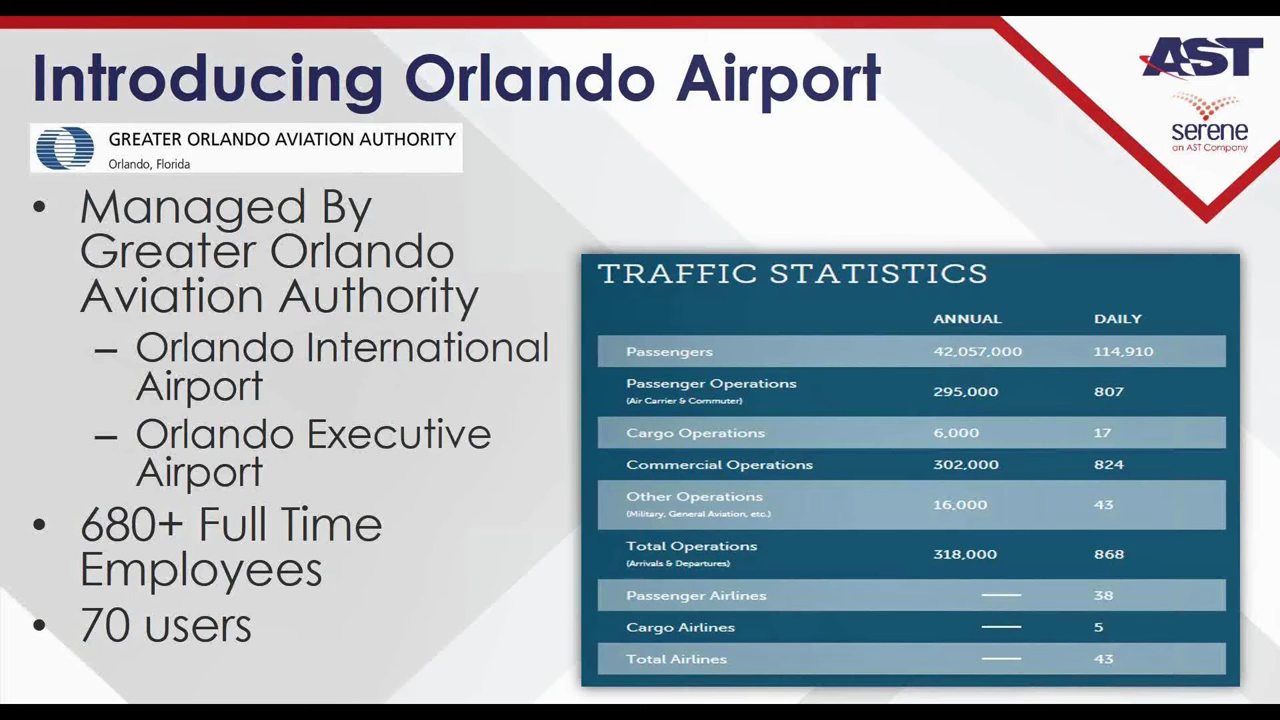 Introducing Orlando Airport
AST
serene
an AST Company
GREATER ORLANDO AVIATION AUTHORITY
Orlando, Florida
• Managed By
Greater Orlando
Aviation Authority
– Orlando International
Airport
– Orlando Executive
Airport
• 680+ Full Time
Employees
• 70 users
TRAFFIC STATISTICS
ANNUAL DAILY
Passengers 42,057,000 114,910
Passenger Operations 295,000 807
(Air Carrier & Commuter)
Cargo Operations 6,000 17
Commercial Operations 302,000 824
Other Operations 16,000 43
(Military, General Aviation, etc.)
Total Operations 318,000 868
(Arrivals & Departures)
Passenger Airlines — 38
Cargo Airlines — 5
Total Airlines — 43